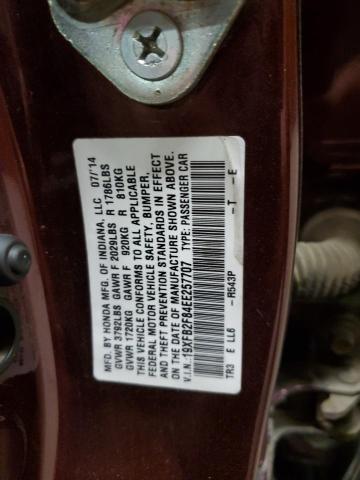 MFD. BY HONDA MFG. OF INDIANA, LLC 07/14
GVWR 3792LBS GAWR F 2029LBS R 1786LBS
GVWR 1720KG GAWR F 920KG R 810KG
THIS VEHICLE CONFORMS TO ALL APPLICABLE
FEDERAL MOTOR VEHICLE SAFETY, BUMPER,
AND THEFT PREVENTION STANDARDS IN EFFECT
ON THE DATE OF MANUFACTURE SHOWN ABOVE.
V.I.N. 19XFB2F84EE257707 TYPE: PASSENGER CAR
TR3 E LL6 -R543P -T -E